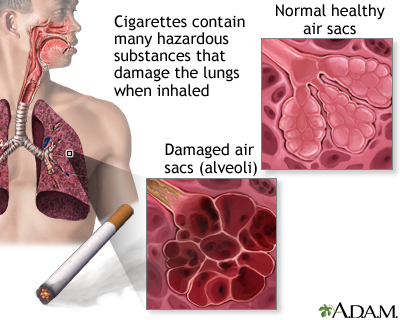 Cigarettes contain
many hazardous
substances that
damage the lungs
when inhaled
Normal healthy
air sacs
Damaged air
sacs (alveoli)
A.D.A.M.